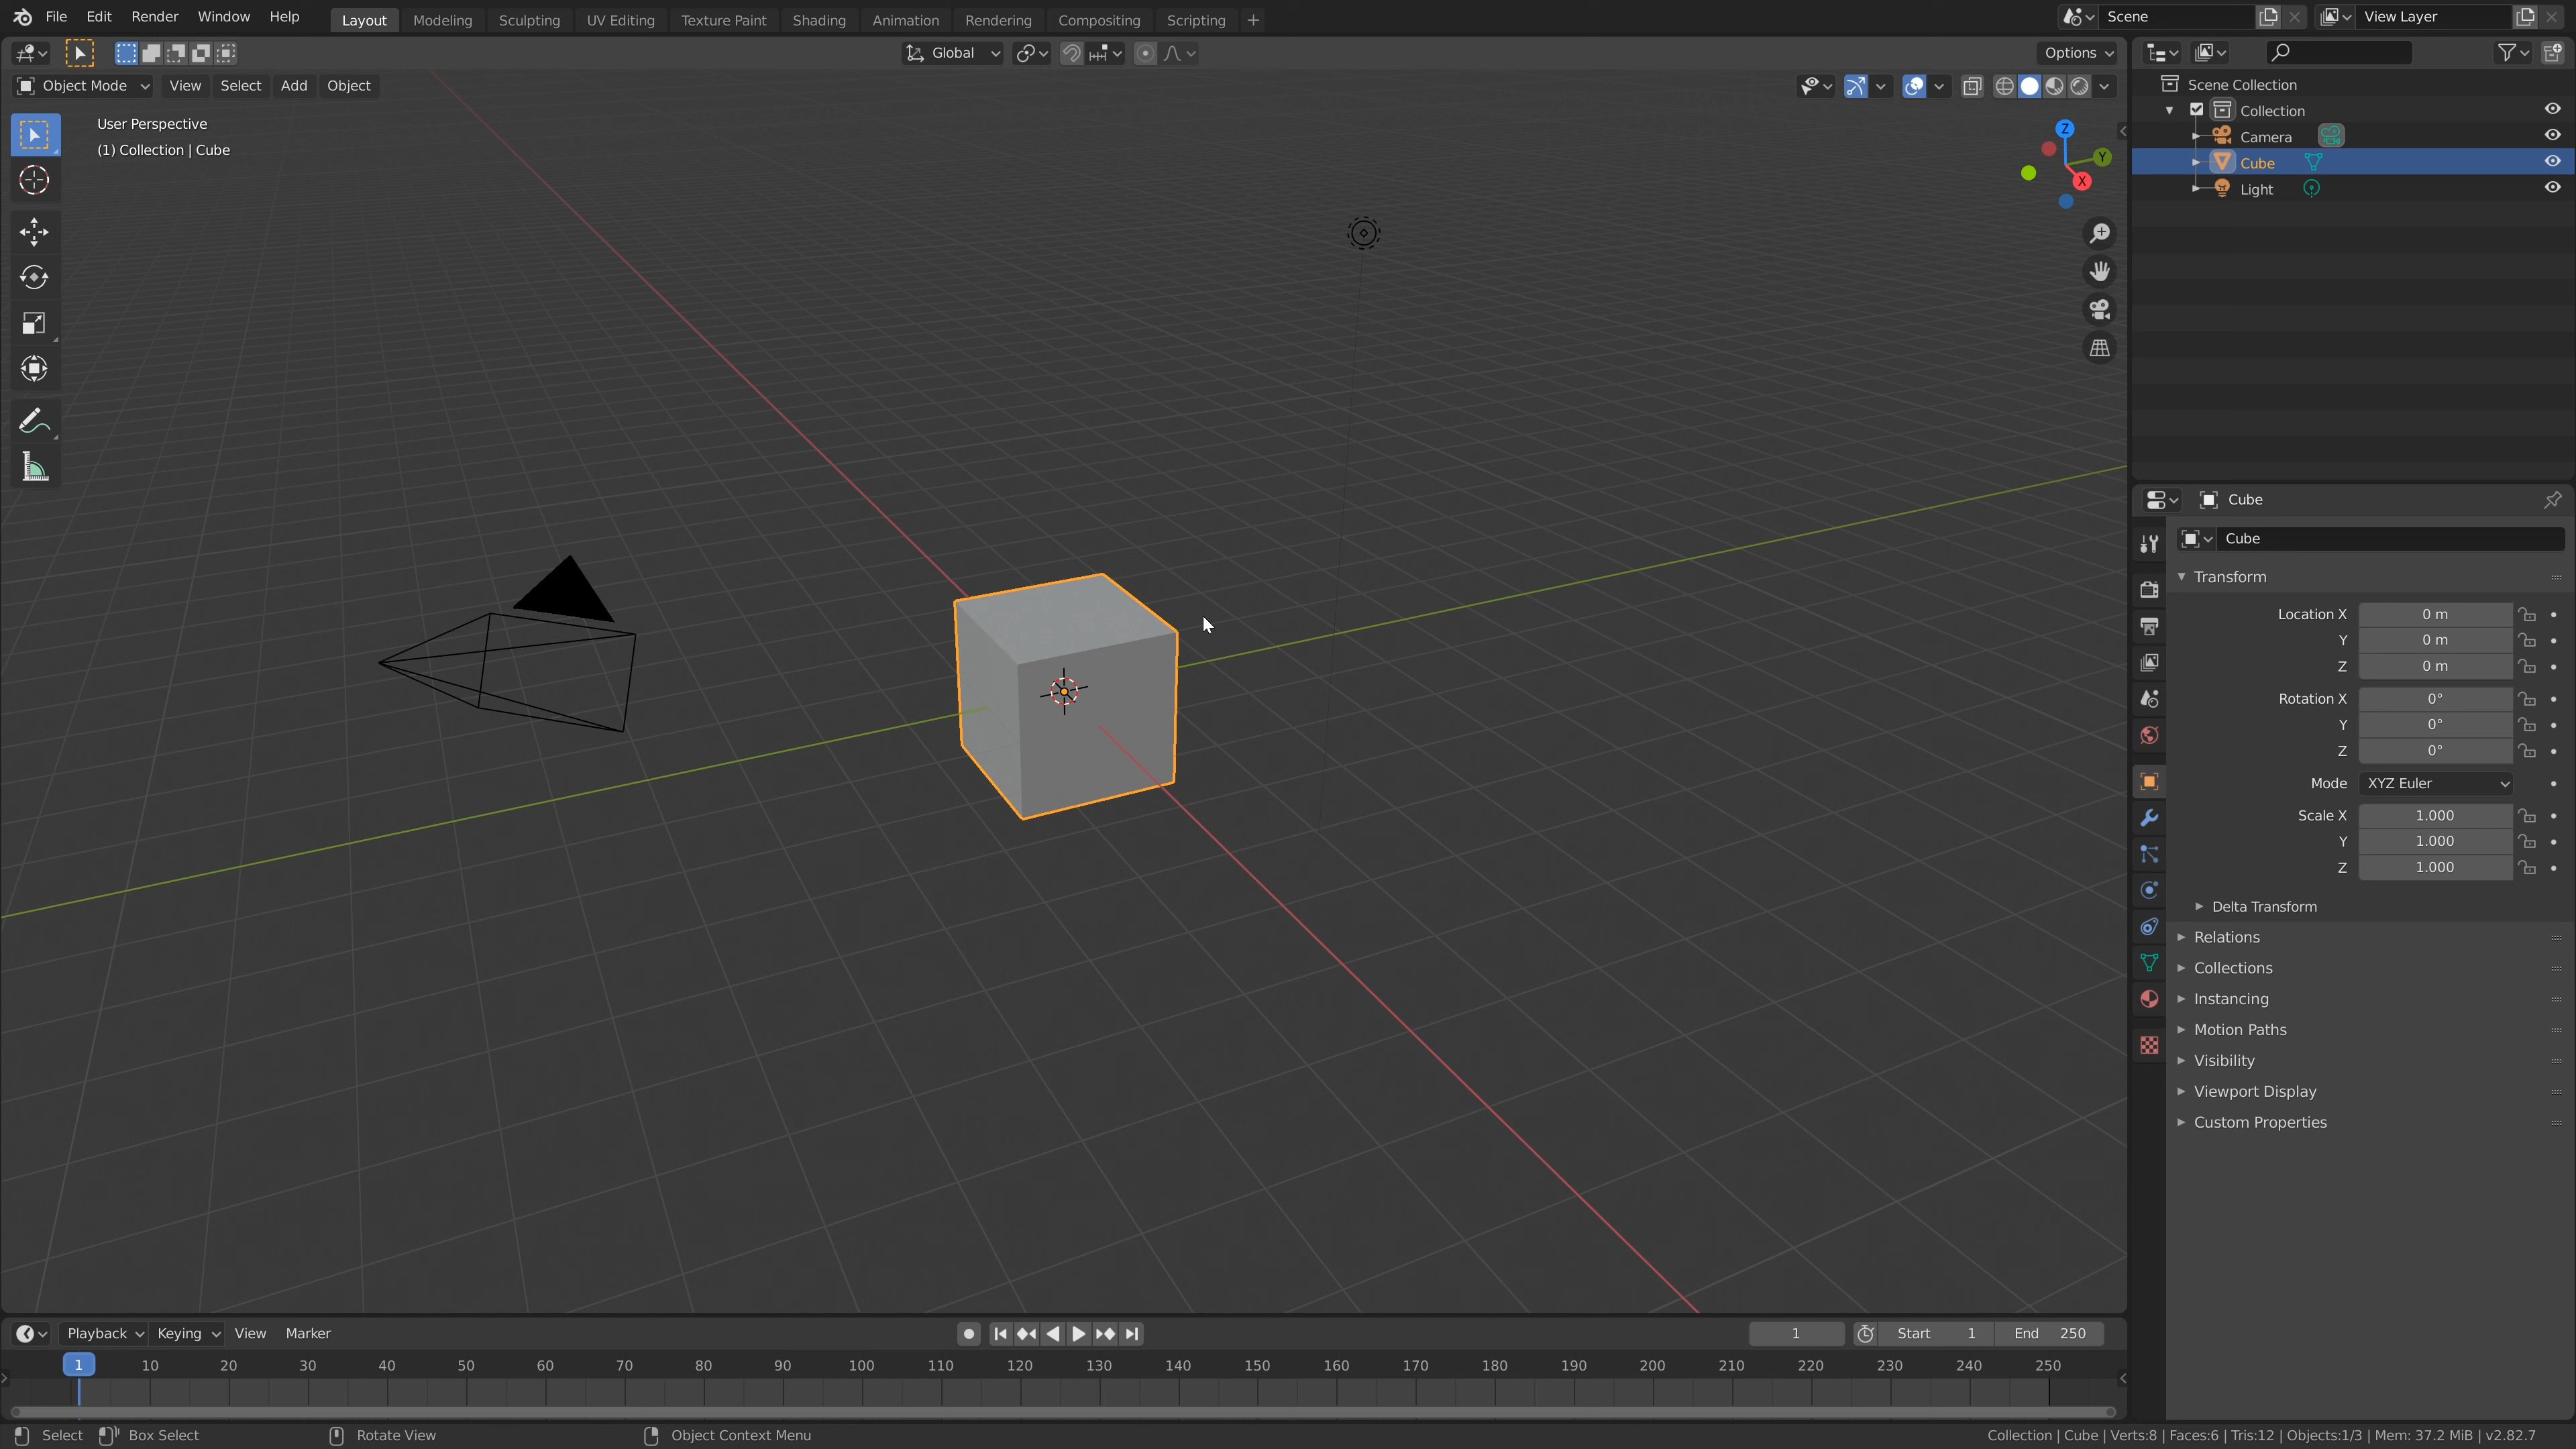 File Edit Render Window Help Layout Modeling Sculpting UV Editing Texture Paint Shading Animation Rendering Compositing Scripting + Scene View Layer
Global Options
Object Mode View Select Add Object
User Perspective
(1) Collection | Cube
Z
Y
X
Scene Collection
Collection
Camera
Cube
Light
Cube
Cube
Transform
Location X 0 m
Y 0 m
Z 0 m
Rotation X 0°
Y 0°
Z 0°
Mode XYZ Euler
Scale X 1.000
Y 1.000
Z 1.000
Delta Transform
Relations
Collections
Instancing
Motion Paths
Visibility
Viewport Display
Custom Properties
Playback Keying View Marker 1 Start 1 End 250
1 10 20 30 40 50 60 70 80 90 100 110 120 130 140 150 160 170 180 190 200 210 220 230 240 250
Select Box Select Rotate View Object Context Menu Collection | Cube | Verts:8 | Faces:6 | Tris:12 | Objects:1/3 | Mem: 37.2 MiB | v2.82.7